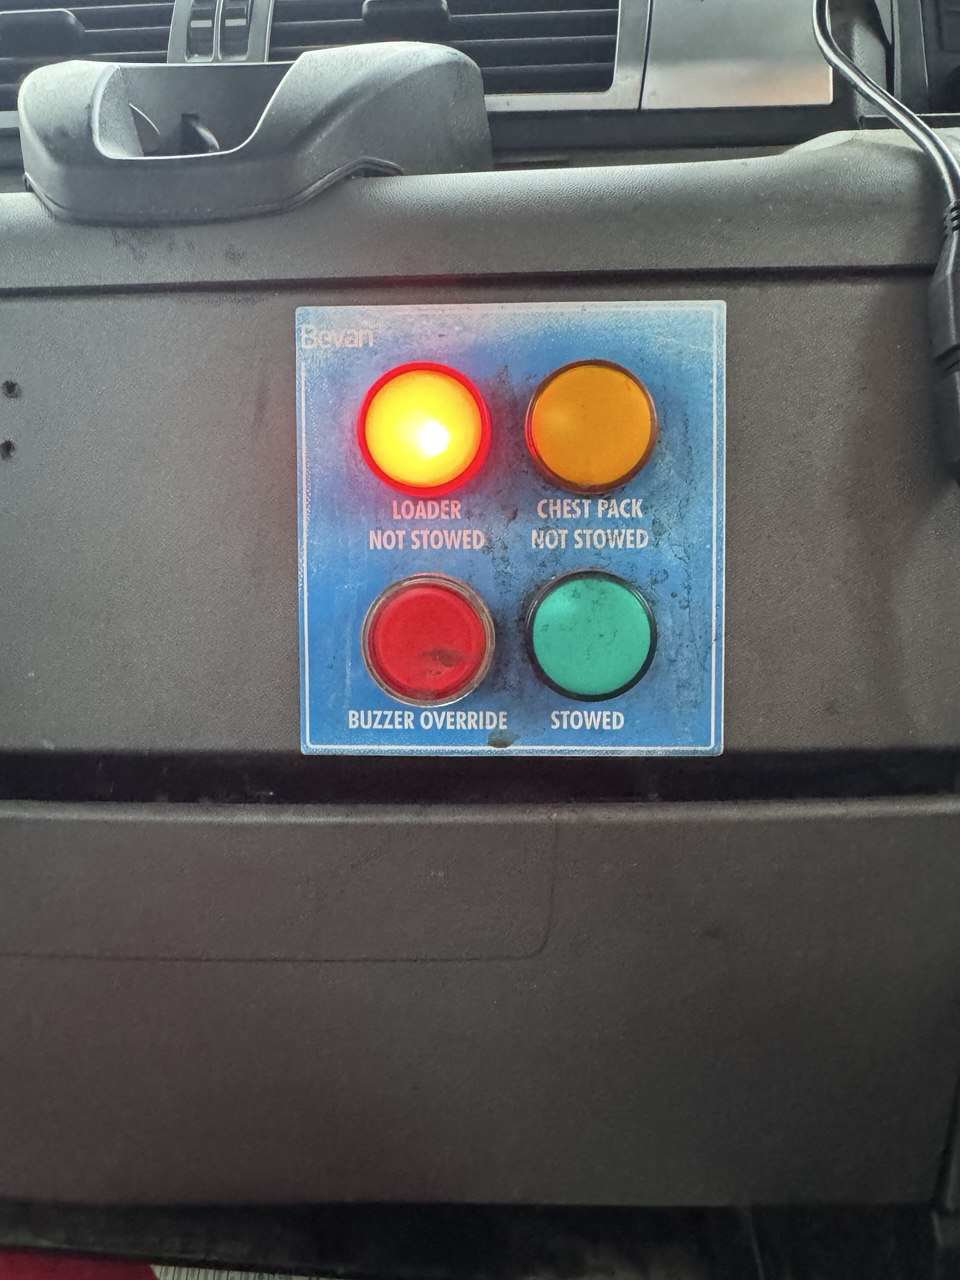 Bevan
LOADER
NOT STOWED
CHEST PACK
NOT STOWED
BUZZER OVERRIDE
STOWED